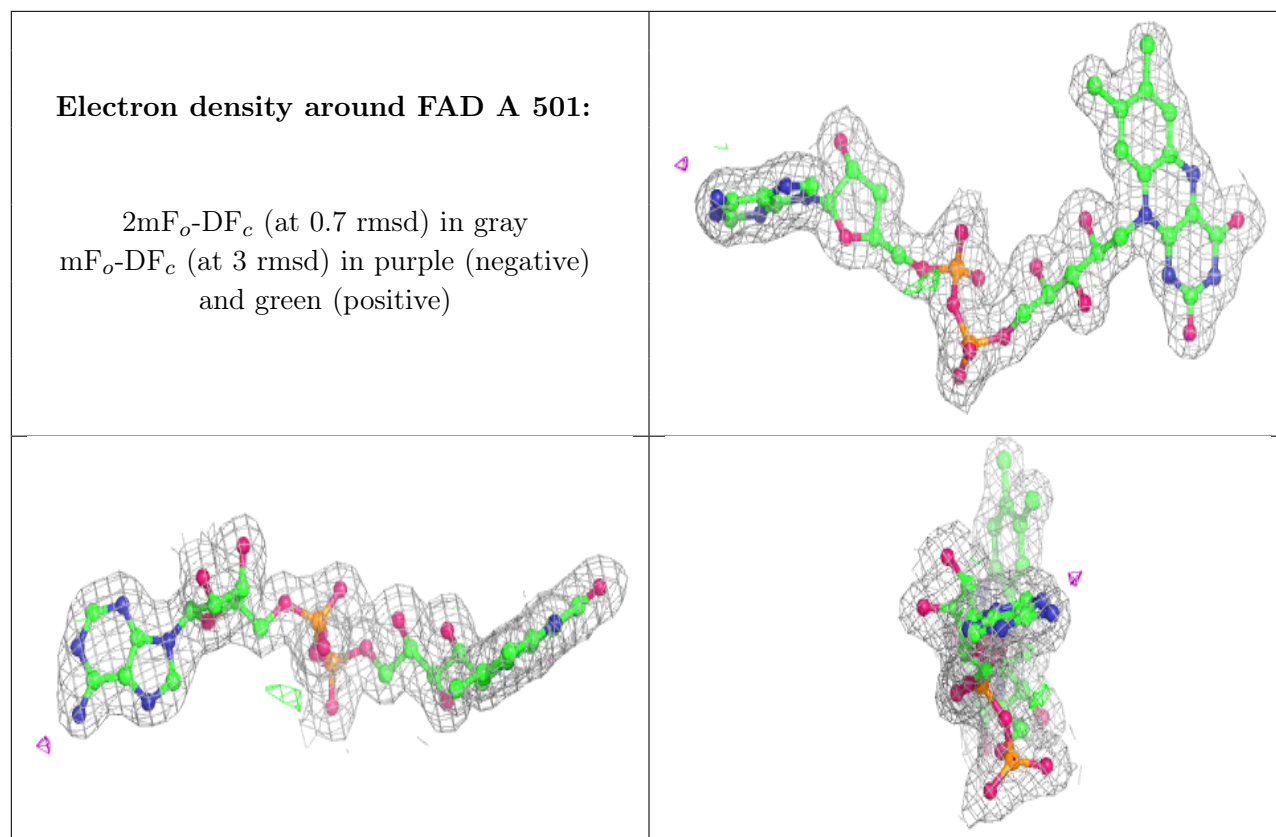 Electron density around FAD A 501:
2mFo-DFc (at 0.7 rmsd) in gray
mFo-DFc (at 3 rmsd) in purple (negative)
and green (positive)